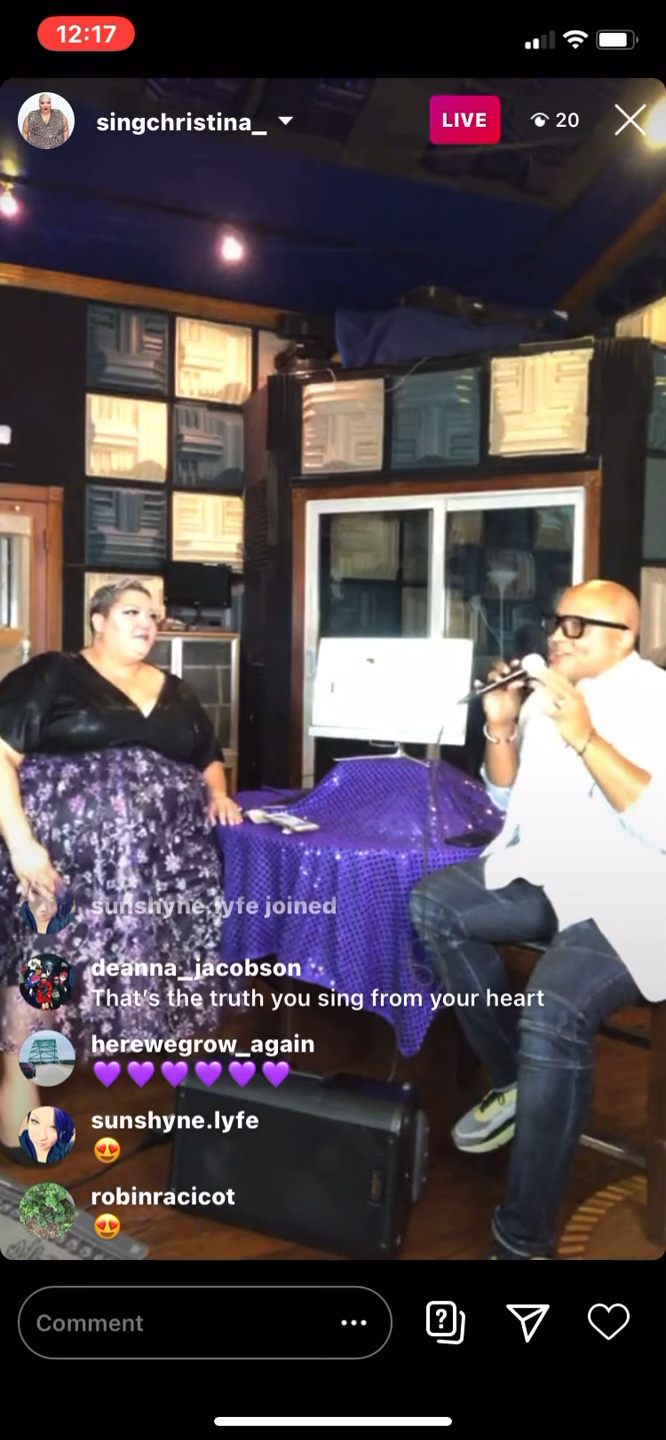 12:17
singchristina_
LIVE
20
sunshyne.lyfe joined
deanna_jacobson
That's the truth you sing from your heart
herewegrow_again
💜💜💜💜💜💜
sunshyne.lyfe
😍
robinracicot
😍
Comment